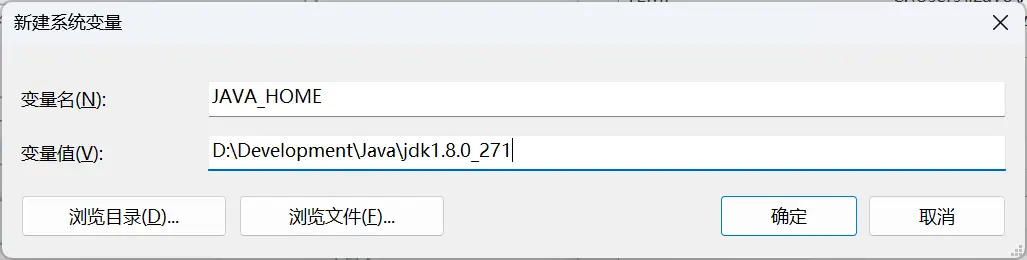 新建系统变量
变量名(N):
JAVA_HOME
变量值(V):
D:\Development\Java\jdk1.8.0_271
浏览目录(D)...
浏览文件(F)...
确定
取消